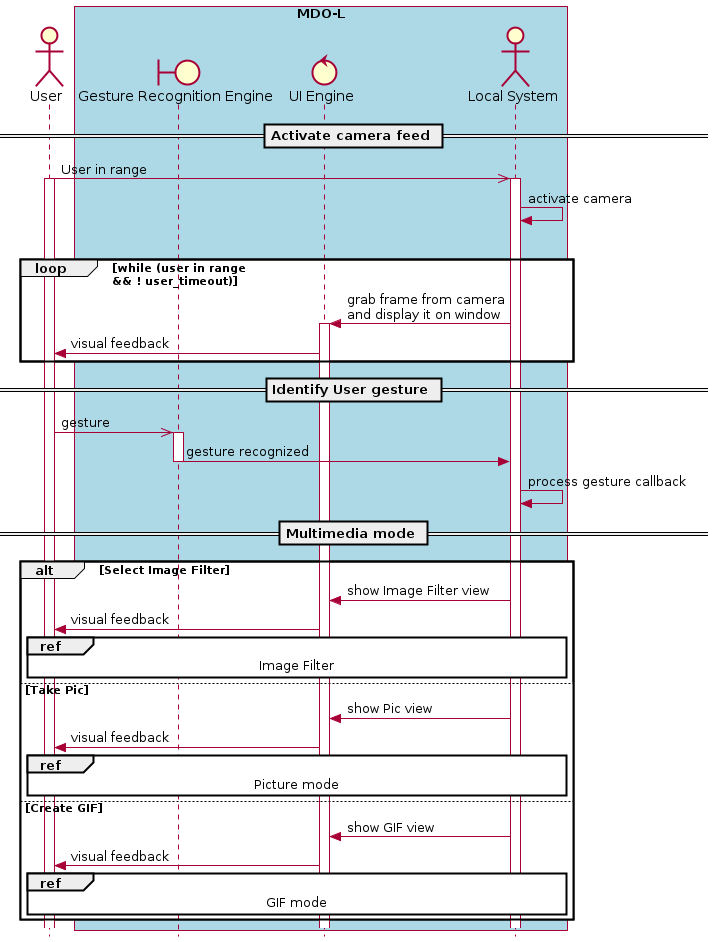 MDO-L
User
Gesture Recognition Engine
UI Engine
Local System
Activate camera feed
User in range
activate camera
loop
[while (user in range
&& ! user_timeout)]
grab frame from camera
and display it on window
visual feedback
Identify User gesture
gesture
gesture recognized
process gesture callback
Multimedia mode
alt
[Select Image Filter]
show Image Filter view
visual feedback
ref
Image Filter
[Take Pic]
show Pic view
visual feedback
ref
Picture mode
[Create GIF]
show GIF view
visual feedback
ref
GIF mode